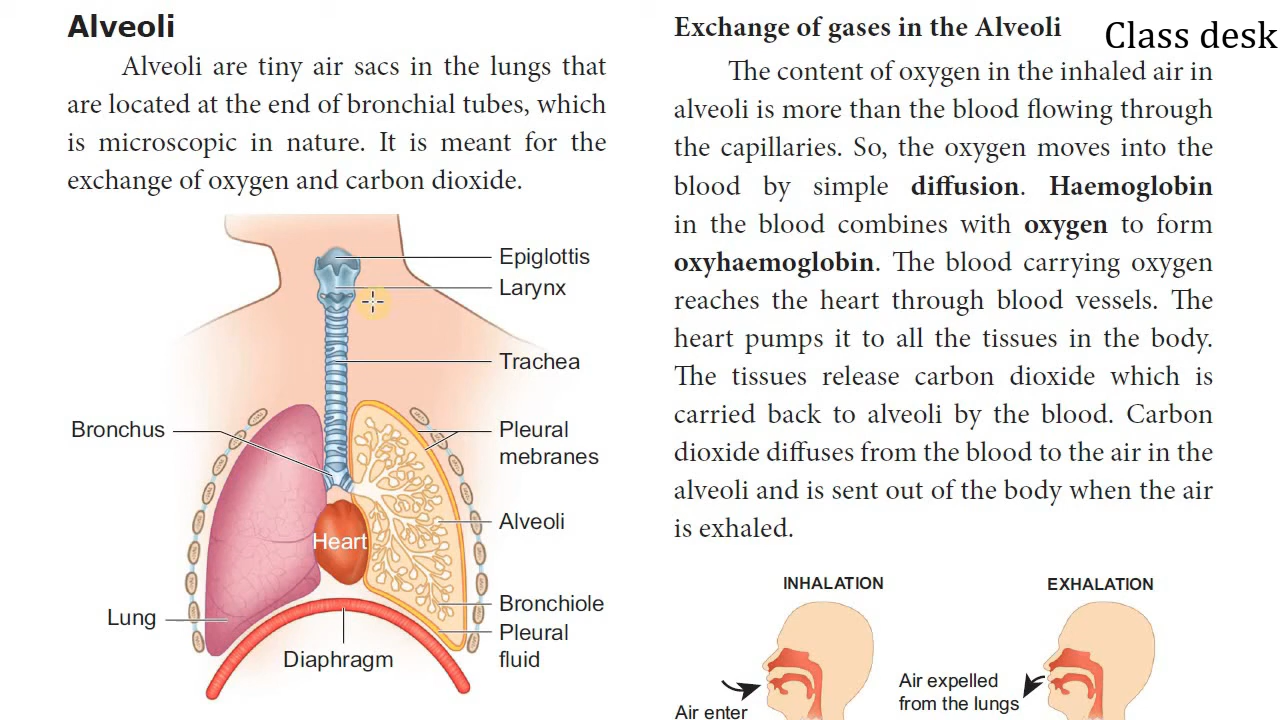 Alveoli
Alveoli are tiny air sacs in the lungs that
are located at the end of bronchial tubes, which
is microscopic in nature. It is meant for the
exchange of oxygen and carbon dioxide.
Epiglottis
Larynx
Trachea
Bronchus
Pleural
mebranes
Alveoli
Heart
Bronchiole
Lung
Pleural
fluid
Diaphragm
Class desk
Exchange of gases in the Alveoli
The content of oxygen in the inhaled air in
alveoli is more than the blood flowing through
the capillaries. So, the oxygen moves into the
blood by simple diffusion. Haemoglobin
in the blood combines with oxygen to form
oxyhaemoglobin. The blood carrying oxygen
reaches the heart through blood vessels. The
heart pumps it to all the tissues in the body.
The tissues release carbon dioxide which is
carried back to alveoli by the blood. Carbon
dioxide diffuses from the blood to the air in the
alveoli and is sent out of the body when the air
is exhaled.
INHALATION
Air enter
EXHALATION
Air expelled
from the lungs